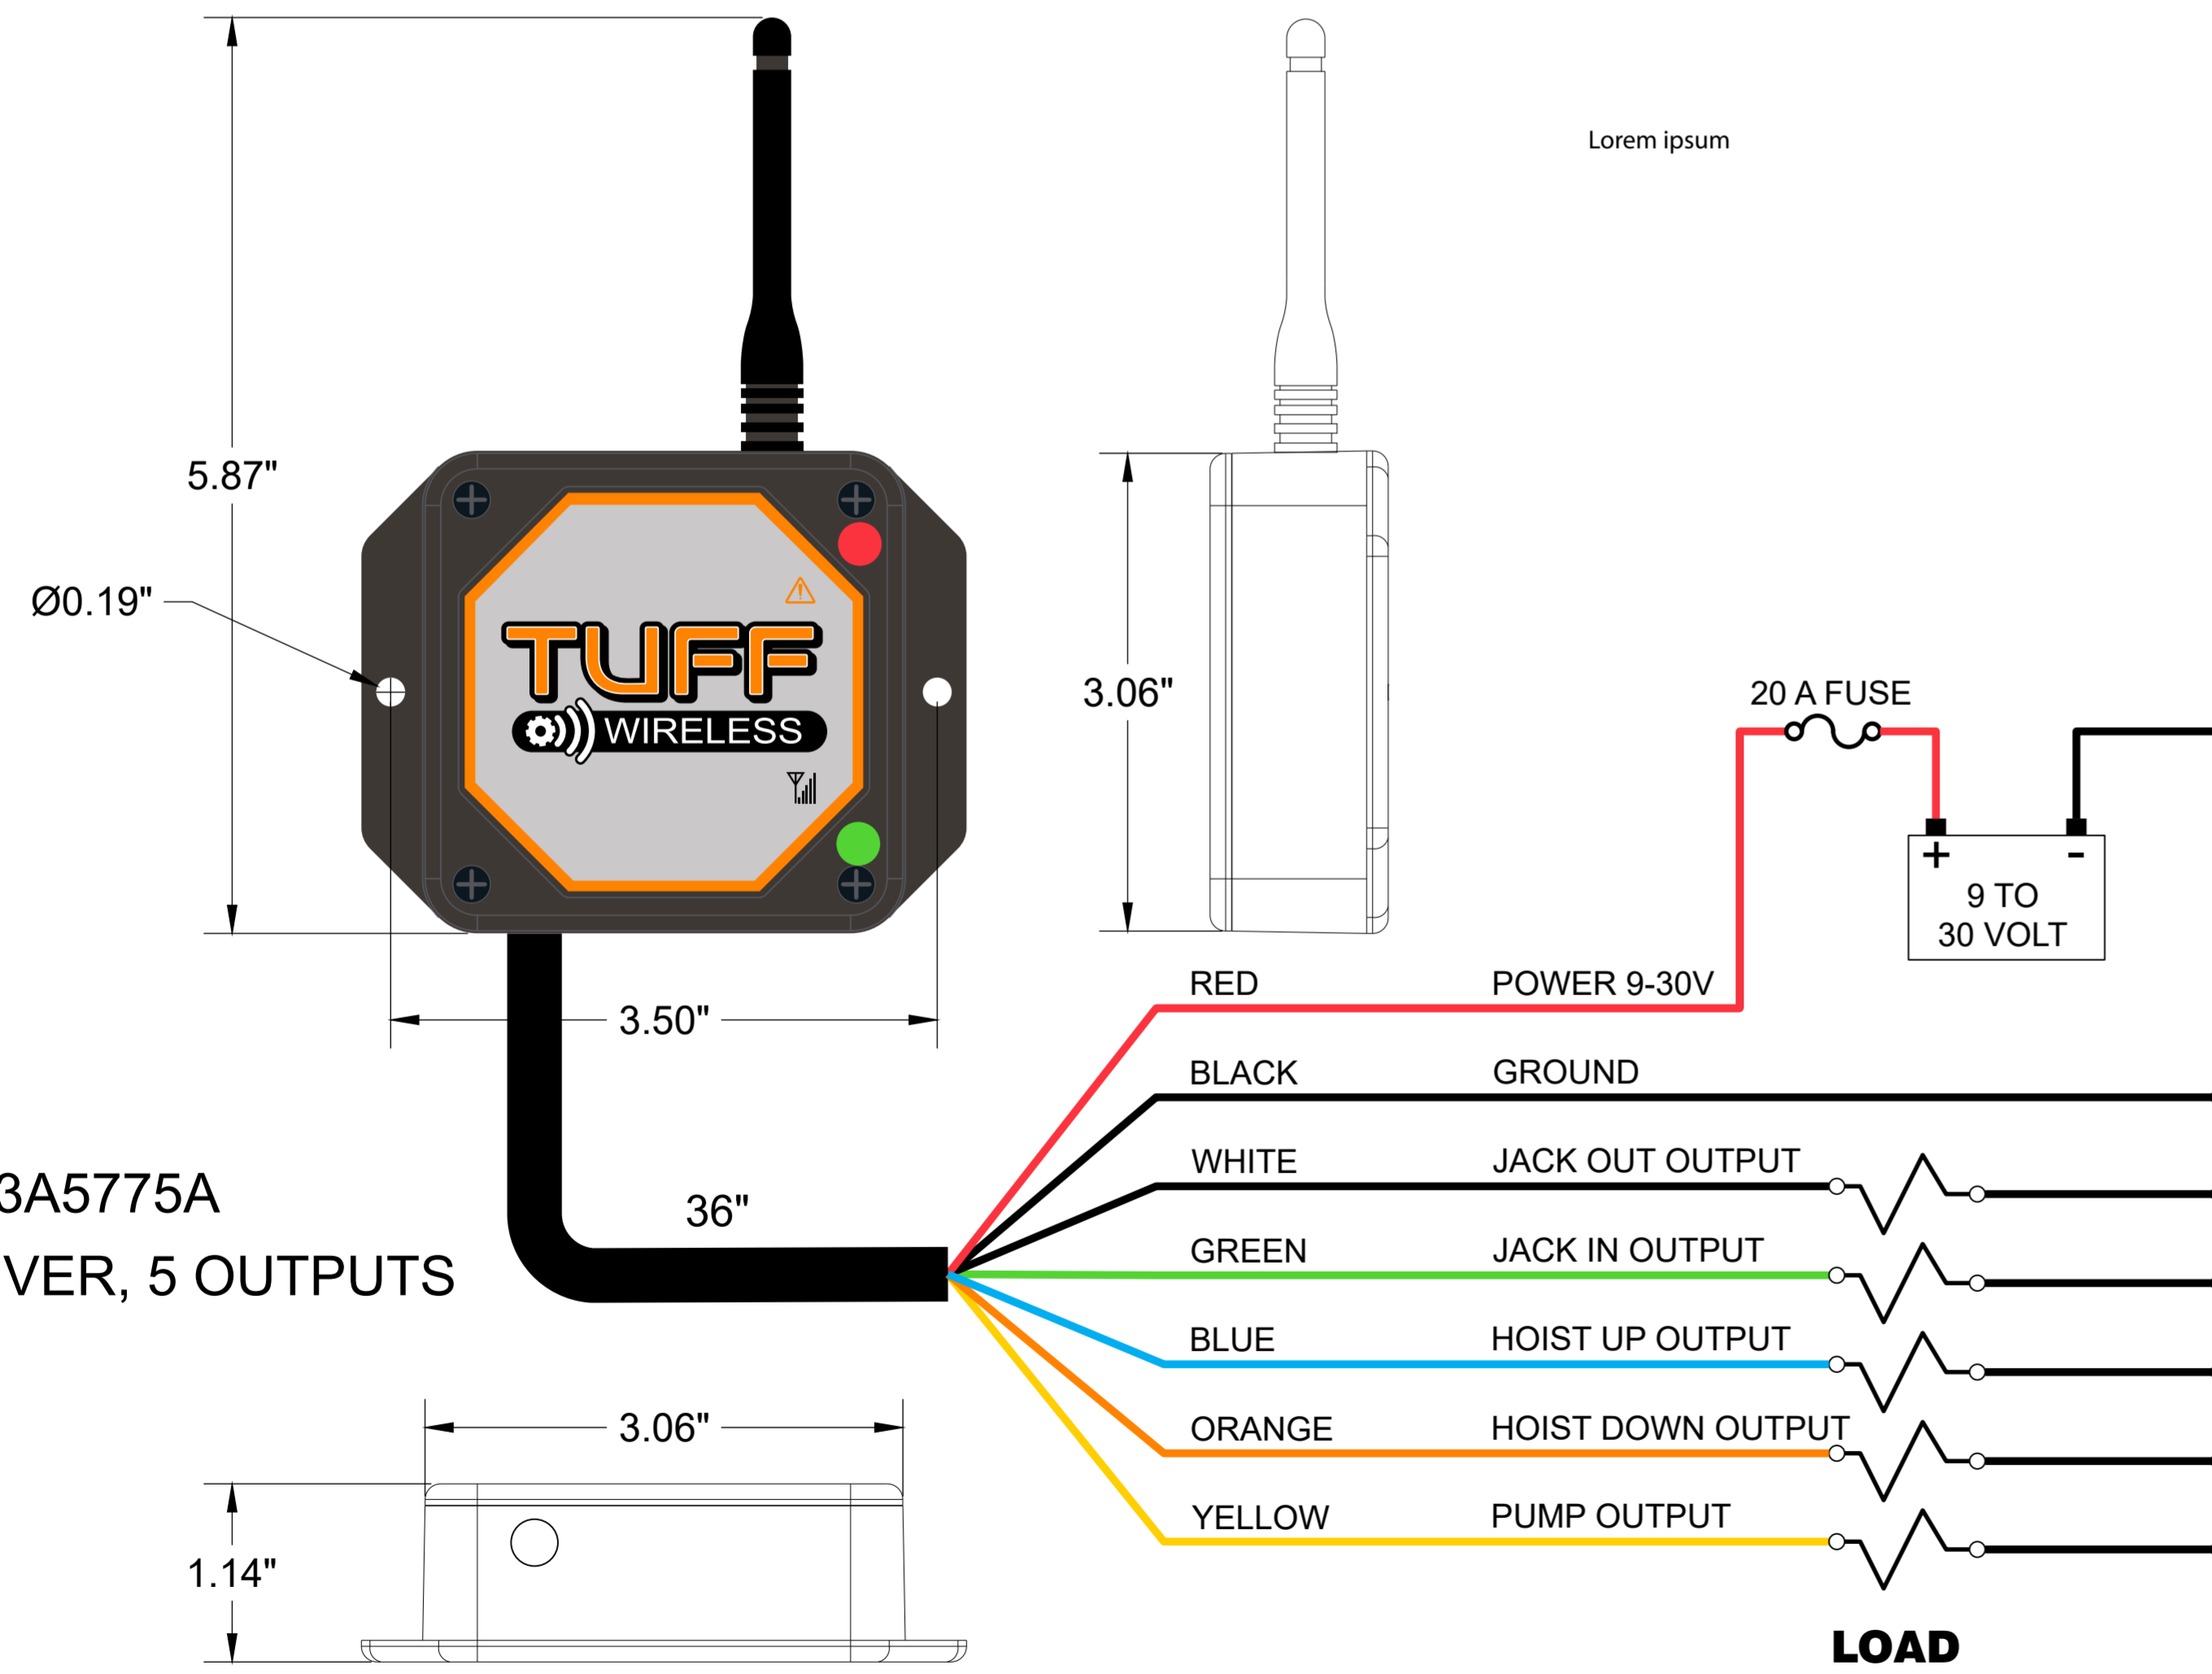 Lorem ipsum
5.87"
Ø0.19"
TUFF
WIRELESS
3.06"
20 A FUSE
+ -
9 TO
30 VOLT
3.50"
RED POWER 9-30V
BLACK GROUND
WHITE JACK OUT OUTPUT
3A5775A
36"
GREEN JACK IN OUTPUT
VER, 5 OUTPUTS
BLUE HOIST UP OUTPUT
3.06"
ORANGE HOIST DOWN OUTPUT
YELLOW PUMP OUTPUT
1.14"
LOAD